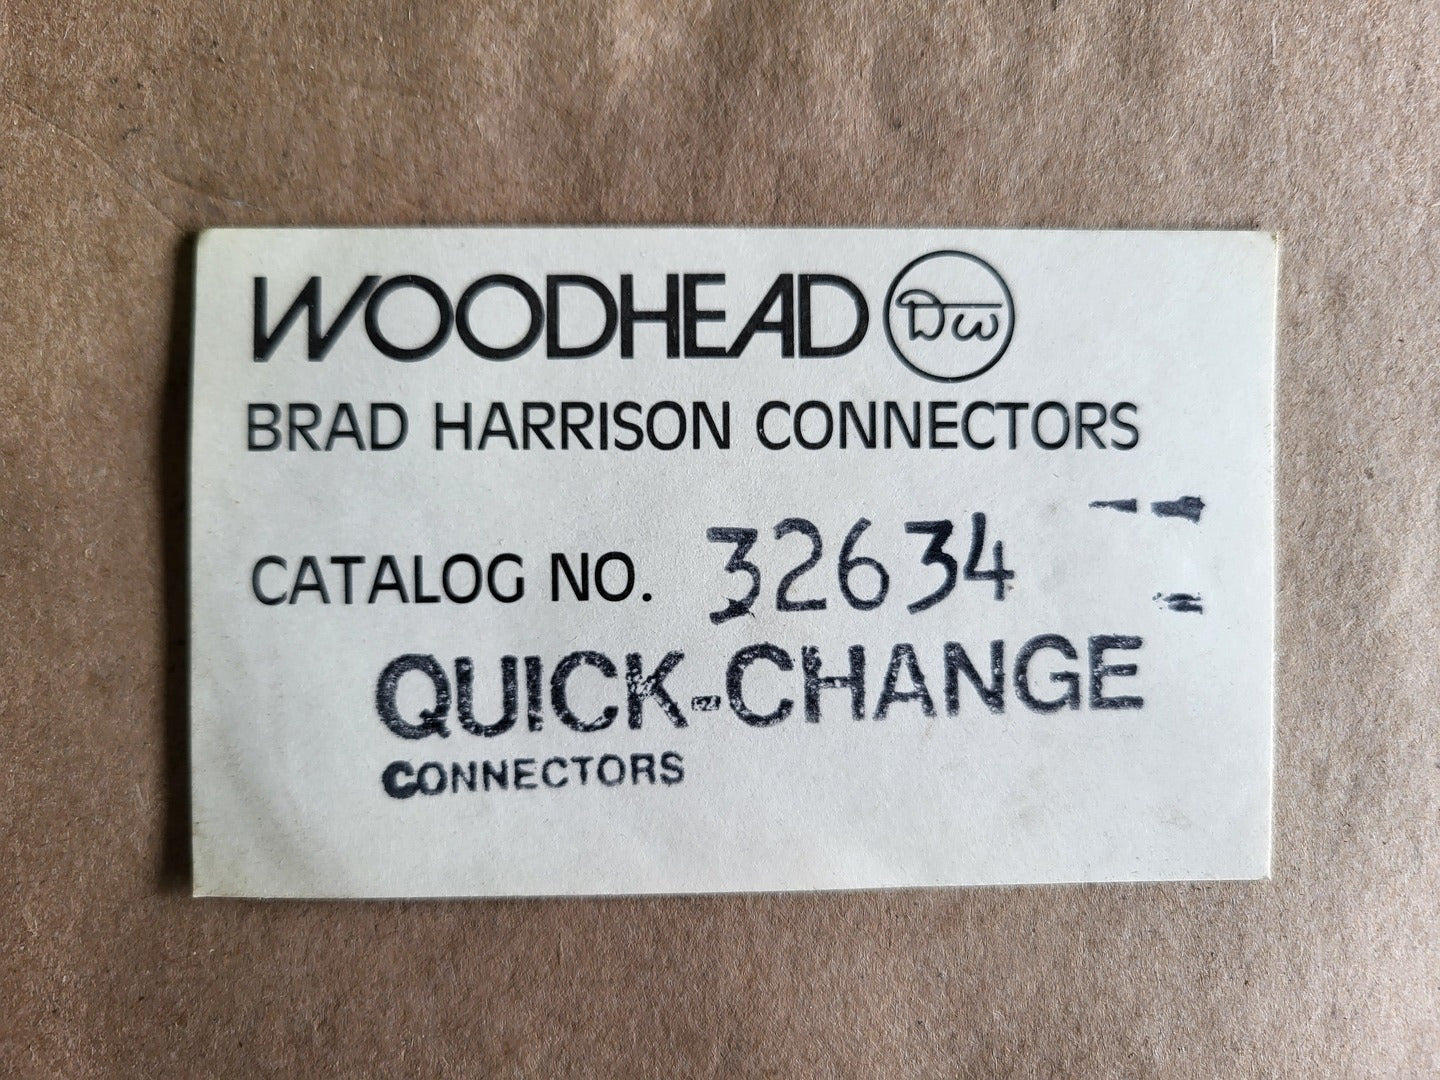 WOODHEAD DW
BRAD HARRISON CONNECTORS
CATALOG NO. 32634
QUICK-CHANGE
CONNECTORS